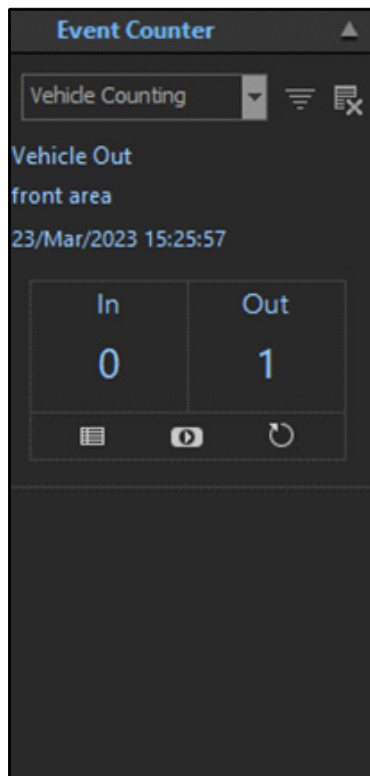 Event Counter
Vehicle Counting
Vehicle Out
front area
23/Mar/2023 15:25:57
In Out
0 1